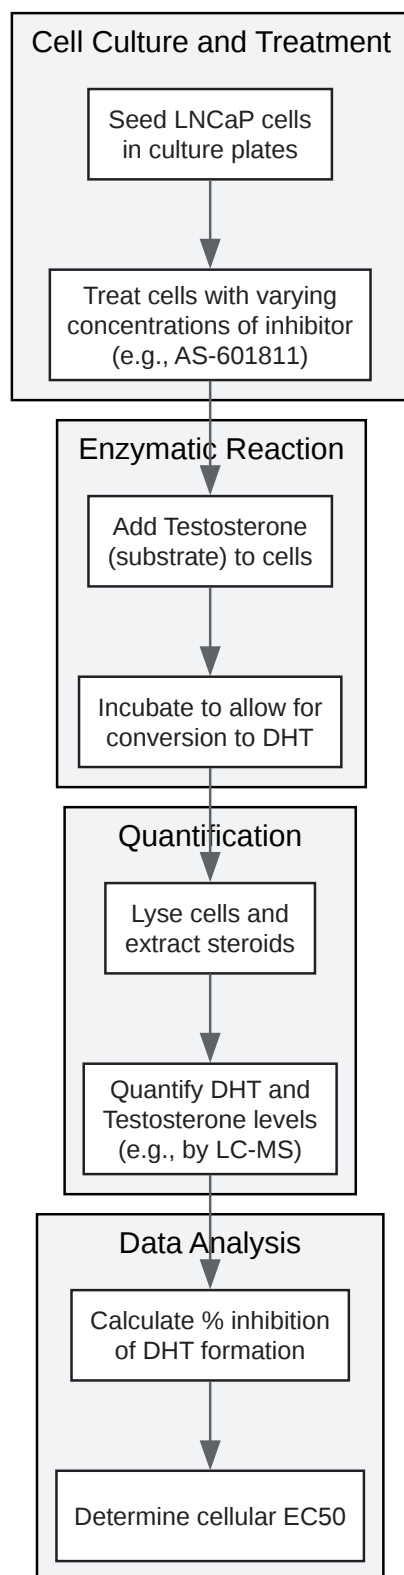 Cell Culture and Treatment
Seed LNCaP cells
in culture plates
Treat cells with varying
concentrations of inhibitor
(e.g., AS-601811)
Enzymatic Reaction
Add Testosterone
(substrate) to cells
Incubate to allow for
conversion to DHT
Quantification
Lyse cells and
extract steroids
Quantify DHT and
Testosterone levels
(e.g., by LC-MS)
Data Analysis
Calculate % inhibition
of DHT formation
Determine cellular EC50